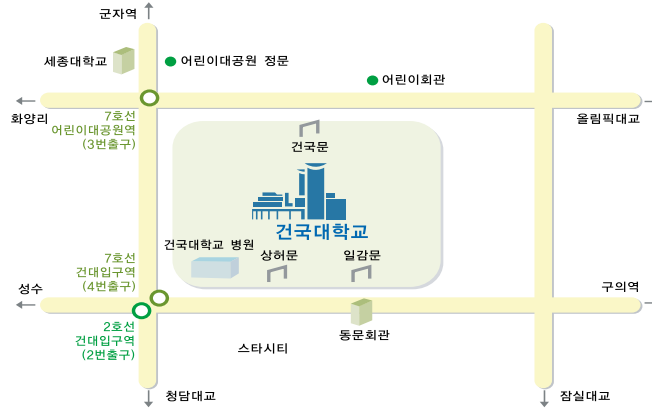 군자역
세종대학교
어린이대공원 정문
어린이회관
화양리
7호선
어린이대공원역
(3번출구)
올림픽대교
건국문
건국대학교
건국대학교 병원
상허문
일감문
7호선
건대입구역
(4번출구)
성수
구의역
2호선
건대입구역
(2번출구)
스타시티
동문회관
청담대교
잠실대교